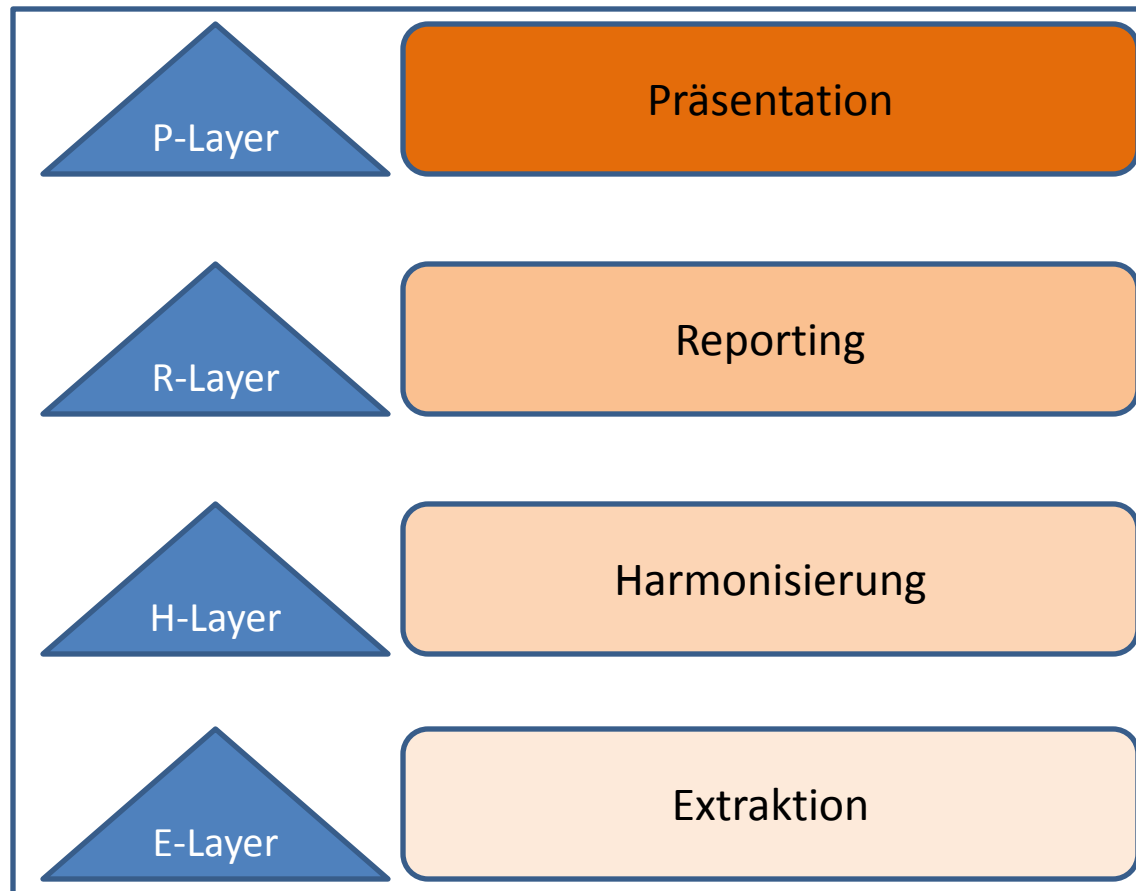 P-Layer
Präsentation
R-Layer
Reporting
H-Layer
Harmonisierung
E-Layer
Extraktion